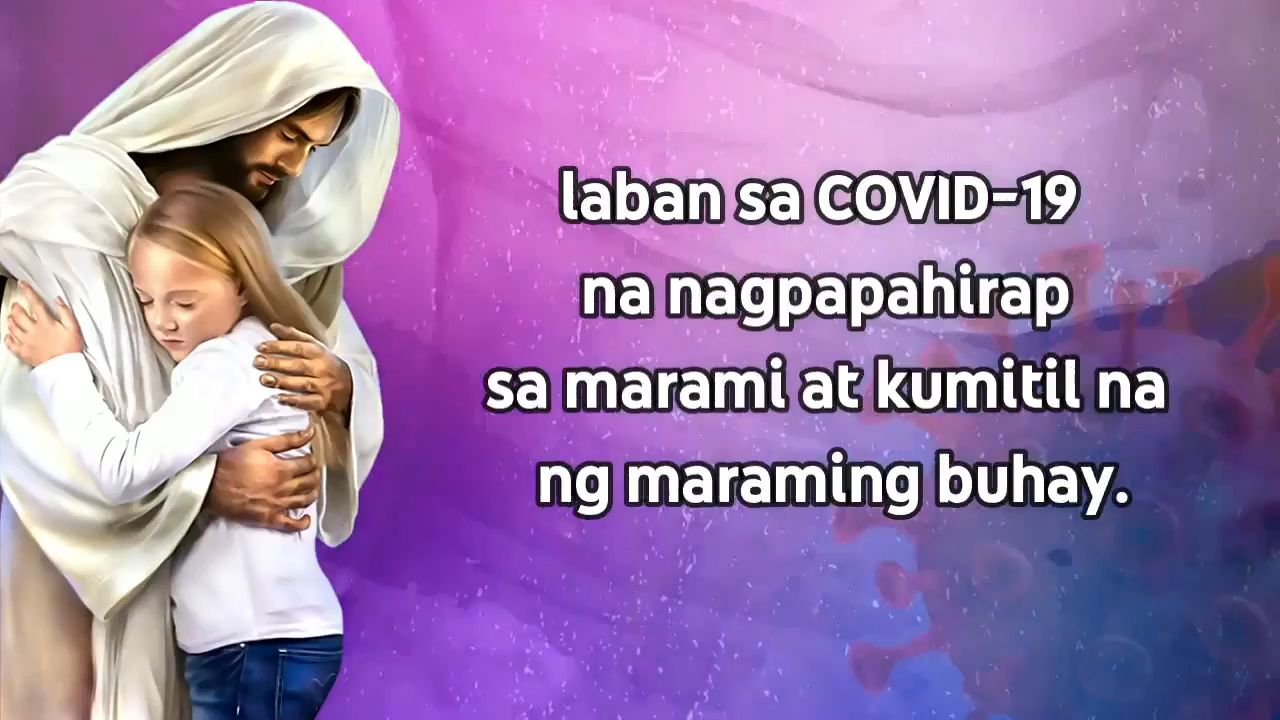 laban sa COVID-19
na nagpapahirap
sa marami at kumitil na
ng maraming buhay.